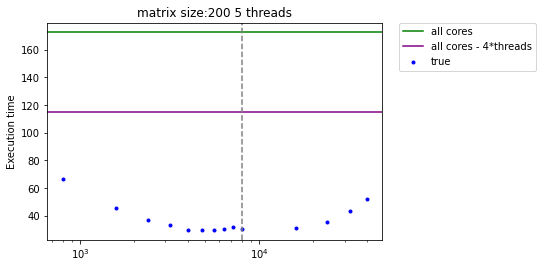 matrix size:200 5 threads
all cores
all cores - 4*threads
true
Execution time
160
140
120
100
80
60
40
10³
10⁴